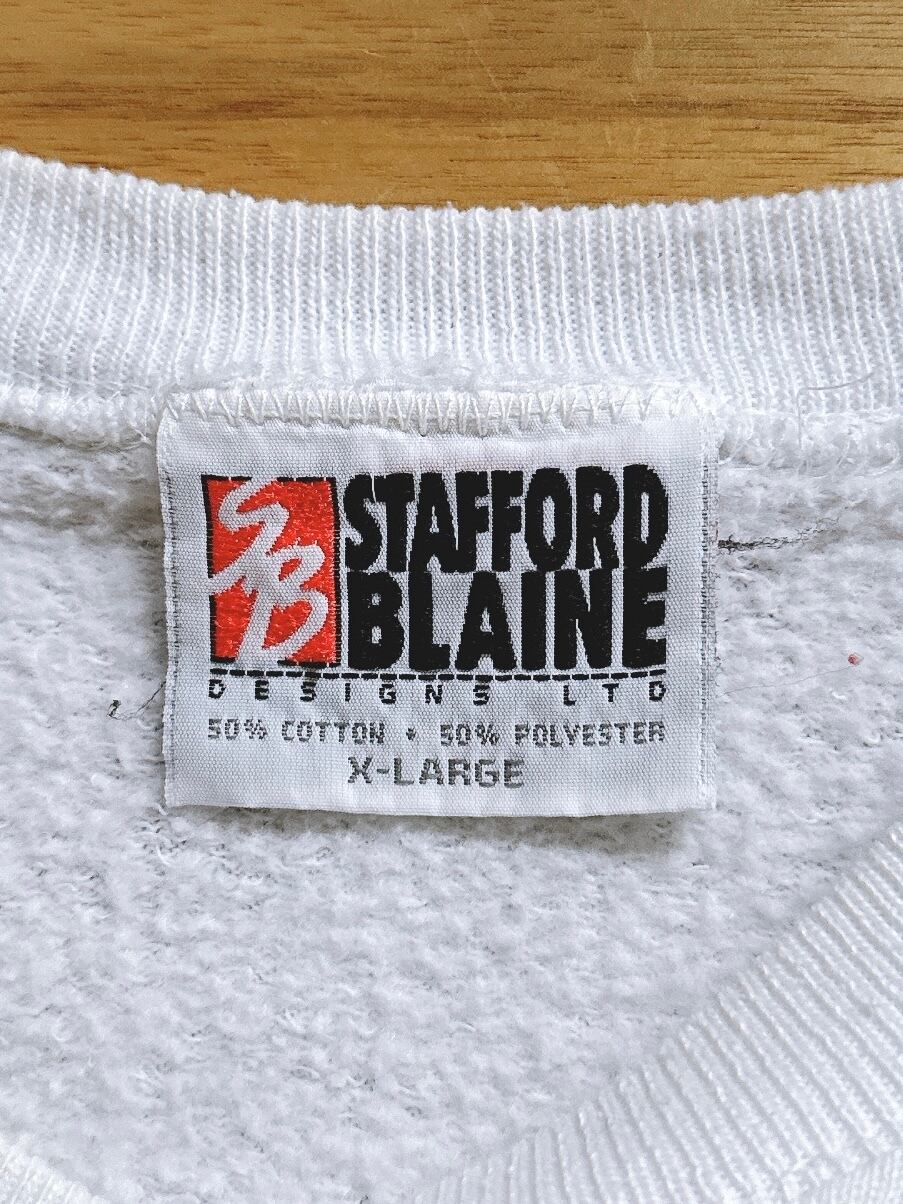 SB STAFFORD
BLAINE
DESIGNS LTD
50% COTTON • 50% POLYESTER
X-LARGE